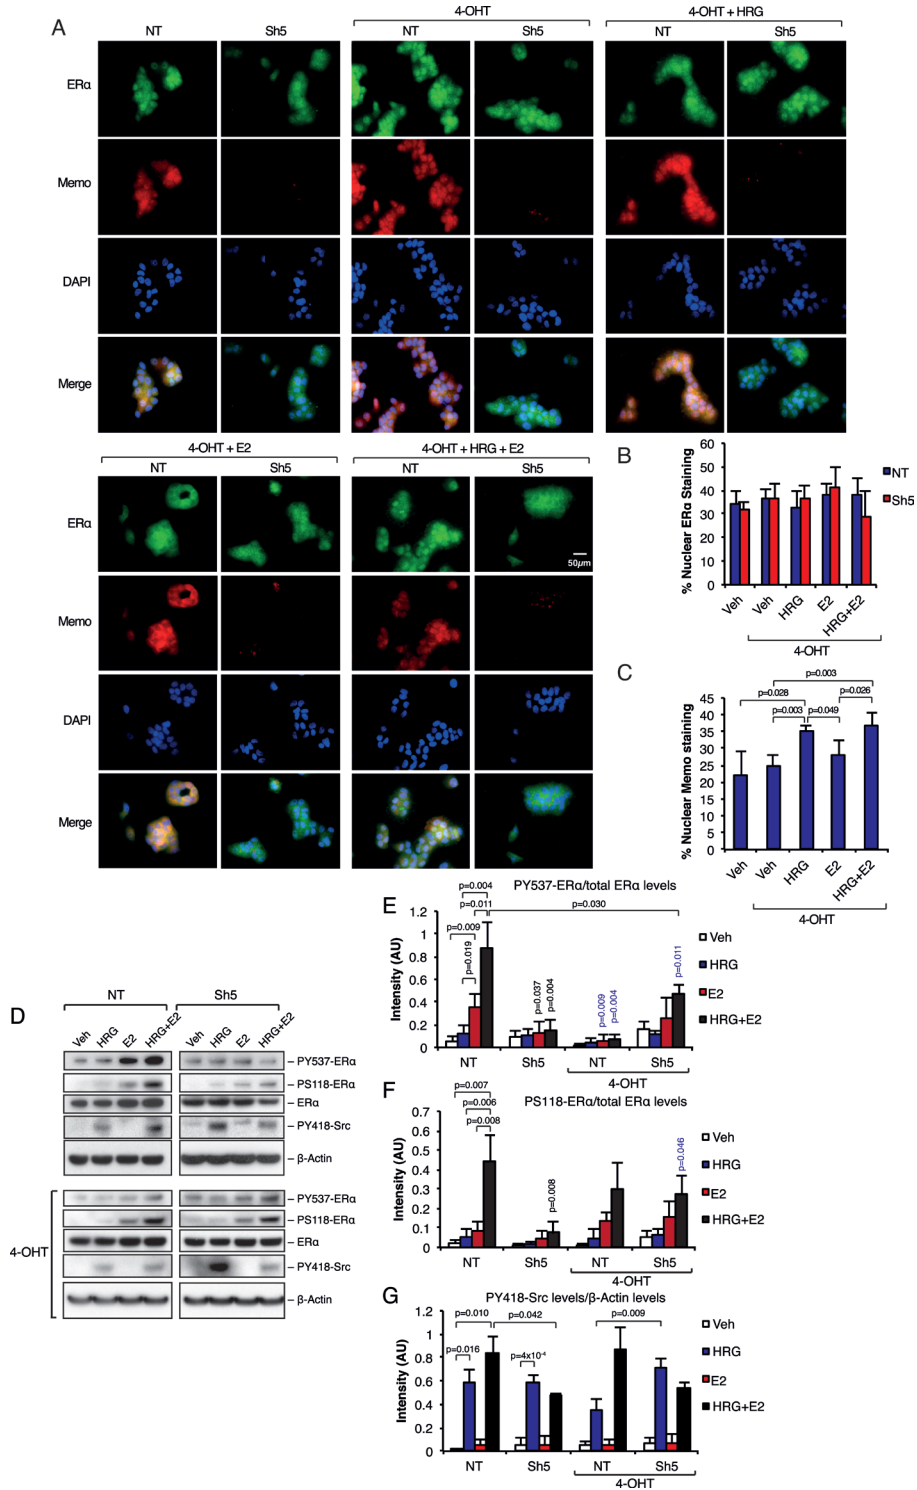 A
4-OHT
4-OHT + HRG
NT Sh5 NT Sh5 NT Sh5
ERα
Memo
DAPI
Merge
4-OHT + E2
4-OHT + HRG + E2
NT Sh5 NT Sh5
ERα
50µm
Memo
DAPI
Merge
B
% Nuclear ERα Staining
60
50
40
30
20
10
0
NT
Sh5
Veh Veh HRG E2 HRG+E2
4-OHT
C
% Nuclear Memo staining
45
40
35
30
25
20
15
10
5
0
p=0.003
p=0.028
p=0.026
p=0.003
p=0.049
Veh Veh HRG E2 HRG+E2
4-OHT
D
NT Sh5
Veh HRG E2 HRG+E2 Veh HRG E2 HRG+E2
PY537-ERα
PS118-ERα
ERα
PY418-Src
β-Actin
4-OHT
PY537-ERα
PS118-ERα
ERα
PY418-Src
β-Actin
E
PY537-ERα/total ERα levels
Intensity (AU)
1.2
1
0.8
0.6
0.4
0.2
0
p=0.004
p=0.011
p=0.030
p=0.009
p=0.019
p=0.037
p=0.004
p=0.009
p=0.004
p=0.011
Veh
HRG
E2
HRG+E2
NT Sh5 NT Sh5
4-OHT
F
PS118-ERα/total ERα levels
Intensity (AU)
0.7
0.6
0.5
0.4
0.3
0.2
0.1
0
p=0.007
p=0.006
p=0.008
p=0.008
p=0.046
Veh
HRG
E2
HRG+E2
NT Sh5 NT Sh5
4-OHT
G
PY418-Src levels/β-Actin levels
Intensity (AU)
1.2
1
0.8
0.6
0.4
0.2
0
p=0.010
p=0.042
p=0.009
p=0.016
p=4x10⁻⁴
Veh
HRG
E2
HRG+E2
NT Sh5 NT Sh5
4-OHT